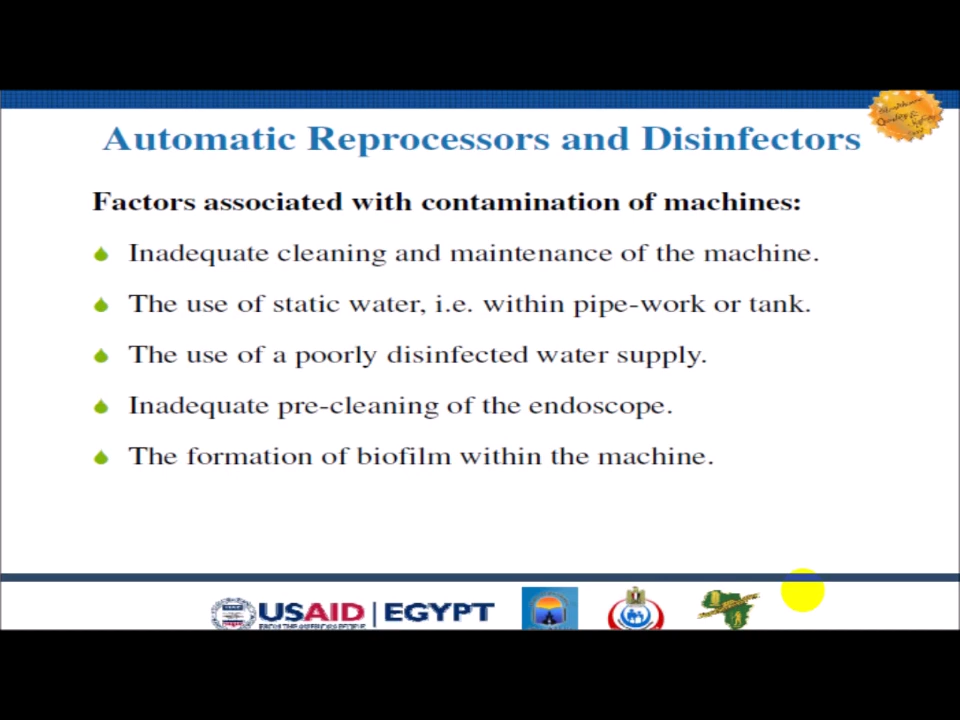 Automatic Reprocessors and Disinfectors
Factors associated with contamination of machines:
Inadequate cleaning and maintenance of the machine.
The use of static water, i.e. within pipe-work or tank.
The use of a poorly disinfected water supply.
Inadequate pre-cleaning of the endoscope.
The formation of biofilm within the machine.
USAID | EGYPT